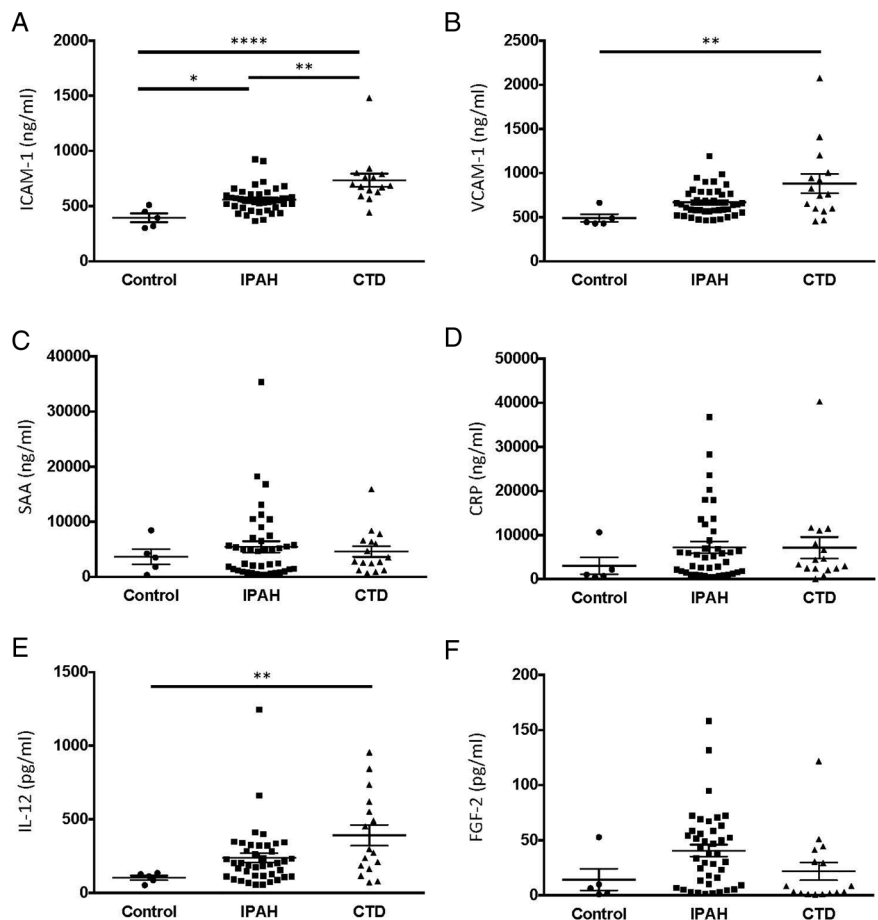 A
ICAM-1 (ng/ml)
2000
1500
1000
500
0
****
*
**
Control IPAH CTD
B
VCAM-1 (ng/ml)
2500
2000
1500
1000
500
0
**
Control IPAH CTD
C
SAA (ng/ml)
40000
30000
20000
10000
0
Control IPAH CTD
D
CRP (ng/ml)
50000
40000
30000
20000
10000
0
Control IPAH CTD
E
IL-12 (pg/ml)
1500
1000
500
0
**
Control IPAH CTD
F
FGF-2 (pg/ml)
200
150
100
50
0
Control IPAH CTD